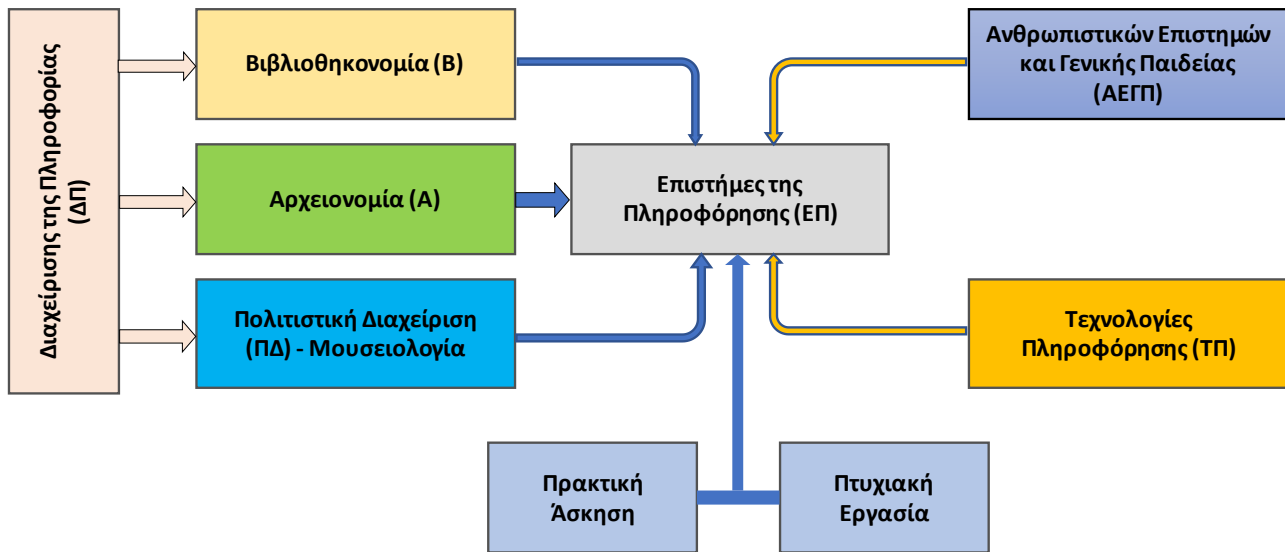 Διαχείρισης της Πληροφορίας
(ΔΠ)
Βιβλιοθηκονομία (Β)
Αρχειονομία (Α)
Πολιτιστική Διαχείριση
(ΠΔ) - Μουσειολογία
Επιστήμες της
Πληροφόρησης (ΕΠ)
Ανθρωπιστικών Επιστημών
και Γενικής Παιδείας
(ΑΕΓΠ)
Τεχνολογίες
Πληροφόρησης (ΤΠ)
Πρακτική
Άσκηση
Πτυχιακή
Εργασία